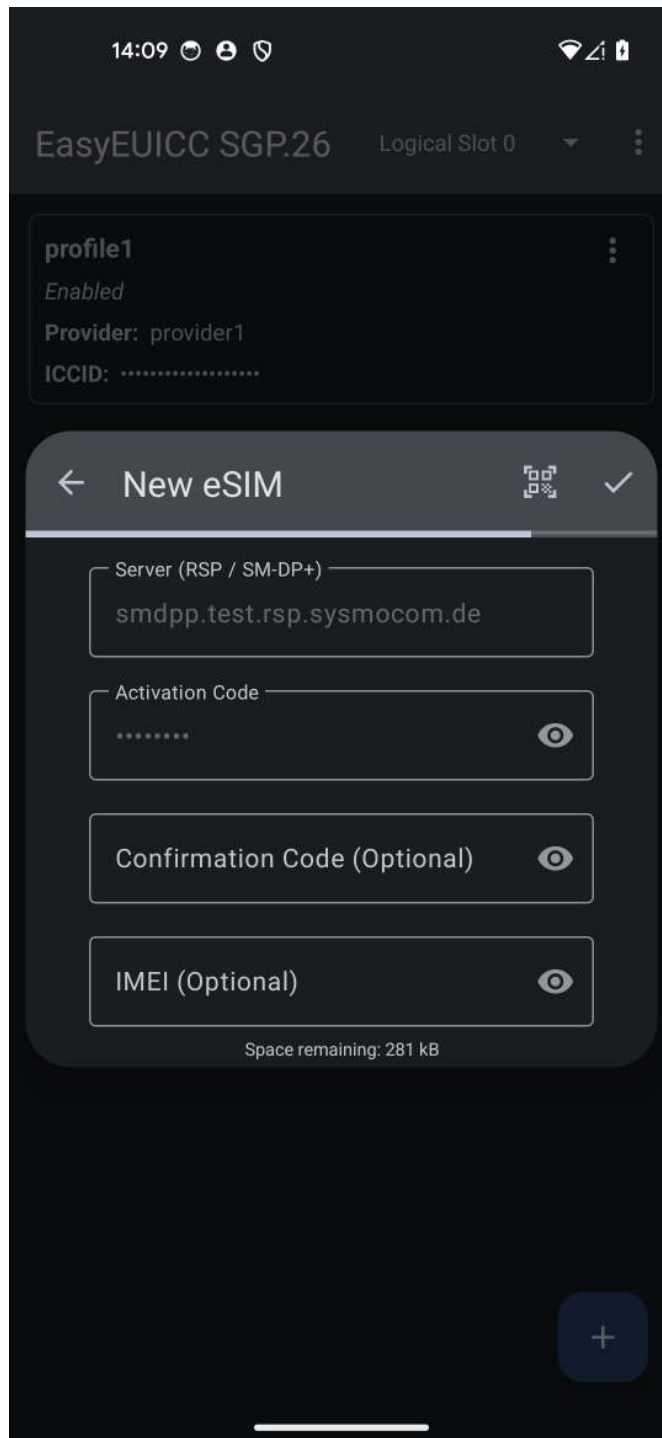 14:09
EasyEUICC SGP.26 Logical Slot 0
profile1
Enabled
Provider: provider1
ICCID: ···················
New eSIM
Server (RSP / SM-DP+)
smdpp.test.rsp.sysmocom.de
Activation Code
········
Confirmation Code (Optional)
IMEI (Optional)
Space remaining: 281 kB